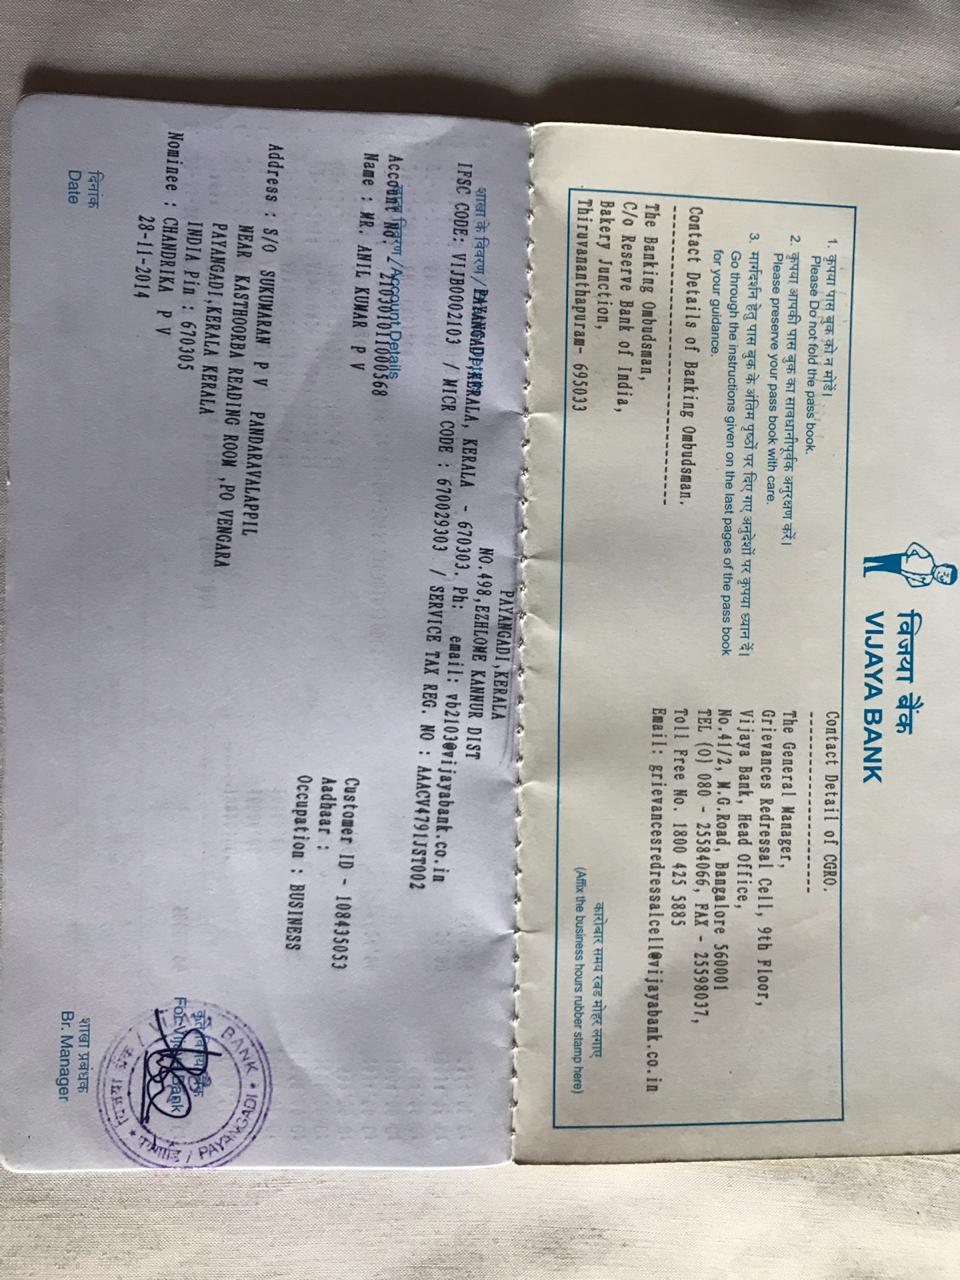 विजया बैंक
VIJAYA BANK
1. कृपया पास बुक को न मोडें।
Please Do not fold the pass book.
2. कृपया आपकी पास बुक का सावधानीपूर्वक अनुरक्षण करें।
Please preserve your pass book with care.
3. मार्गदर्शन हेतु पास बुक के अंतिम पृष्ठों पर दिए गए अनुदेशों पर कृपया ध्यान दें।
Go through the instructions given on the last pages of the pass book
for your guidance.
Contact Details of Banking Ombudsman.
--------------------------
The Banking Ombudsman,
C/o Reserve Bank of India,
Bakery Junction,
Thiruvananthapuram- 695033
Contact Detail of CGRO.
----------------------
The General Manager,
Grievances Redressal Cell, 9th Floor,
Vijaya Bank, Head Office,
No.41/2, M.G.Road, Bangalore 560001
TEL (O) 080 - 25584066, FAX - 25598037,
Toll Free No. 1800 425 5885
Email: grievancesredressalcell@vijayabank.co.in
कारोबार समय रबड मोहर लगाए
(Affix the business hours rubber stamp here)
PAYANGADI,KERALA
NO.498,EZHLOME KANNUR DIST
शाखा के विवरण /
PAYANGADI,KERALA, KERALA - 670303. Ph: email: vb2103@vijayabank.co.in
IFSC CODE: VIJB0002103 / MICR CODE : 670029303 / SERVICE TAX REG. NO : AAACV4791JST002
विवरण / Account Details
Account No: 210301011000568
Name : MR. ANIL KUMAR P V
Customer ID - 108435053
Aadhaar :
Occupation : BUSINESS
Address : S/O SUKUMARAN P V PANDARAVALAPPIL
NEAR KASTHOORBA READING ROOM ,PO VENGARA
PAYANGADI,KERALA KERALA
INDIA Pin : 670305
Nominee : CHANDRIKA P V
28-11-2014
For Vijaya Bank
BANK
PAYANGADI
दिनांक
Date
शाखा प्रबंधक
Br. Manager